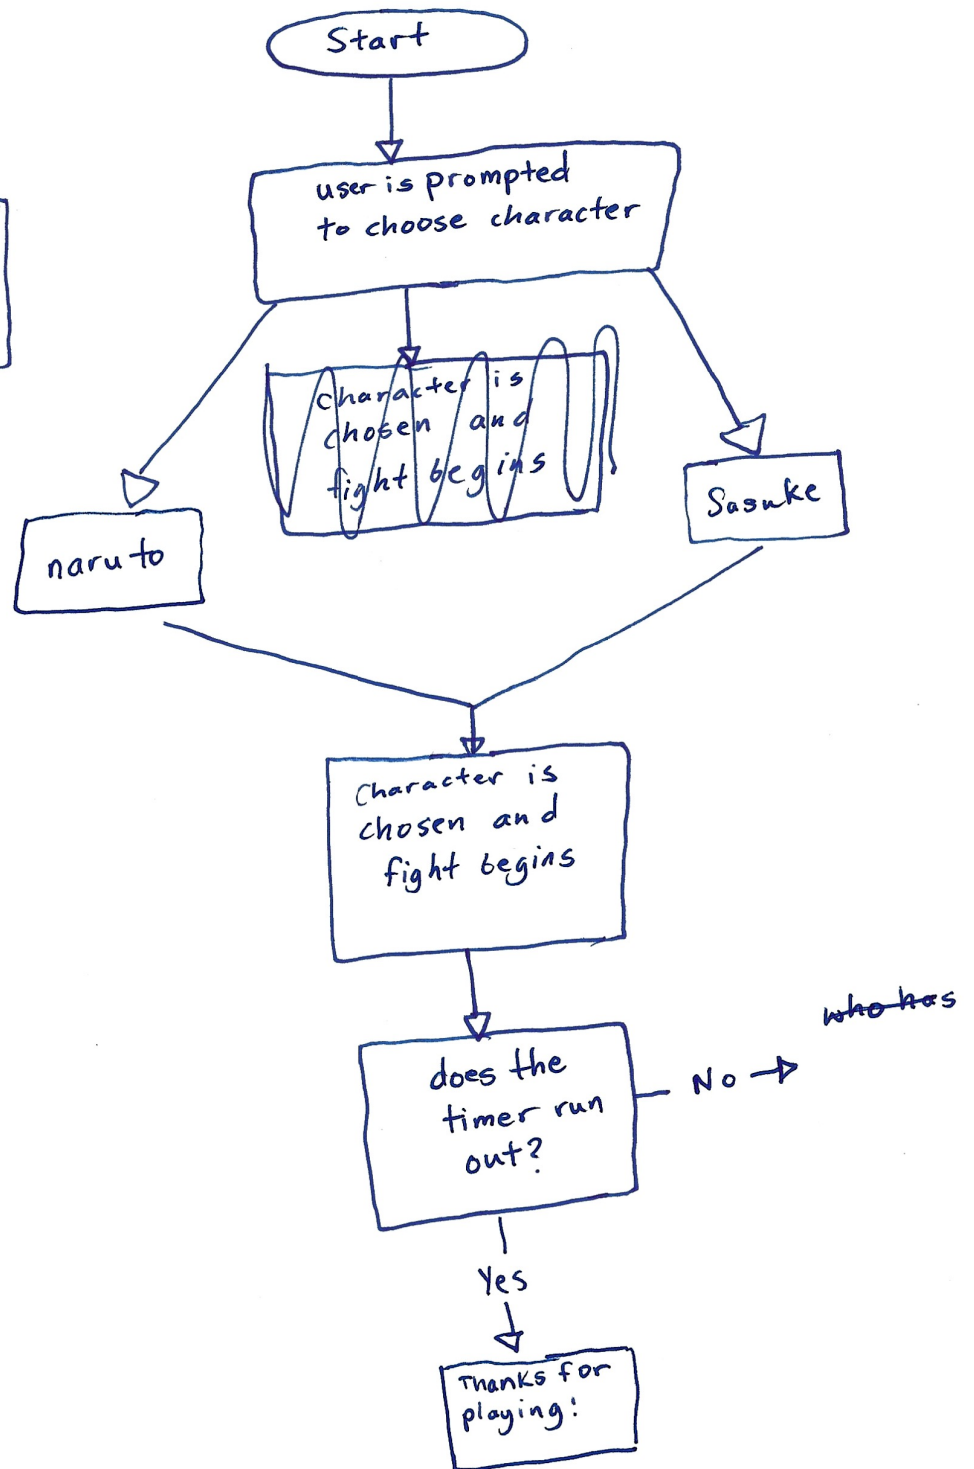 Start
user is prompted
to choose character
character is
chosen and
fight begins
naruto
Sasuke
Character is
chosen and
fight begins
who has
does the
timer run
out?
No
Yes
Thanks for
playing!